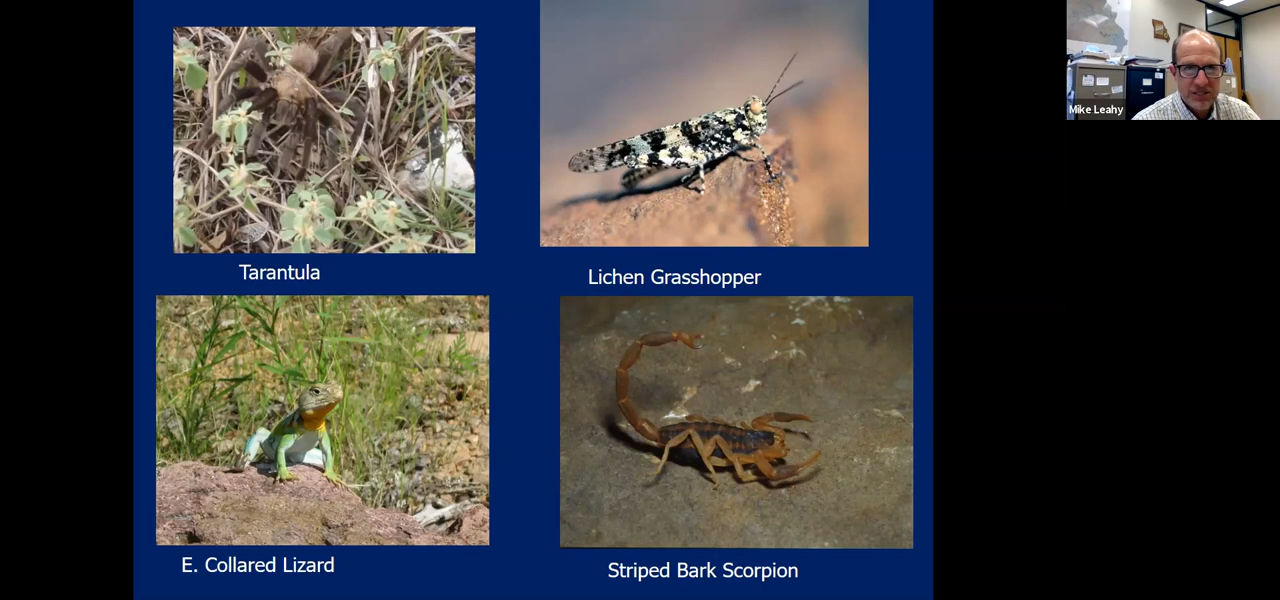 Mike Leahy
Tarantula
Lichen Grasshopper
E. Collared Lizard
Striped Bark Scorpion